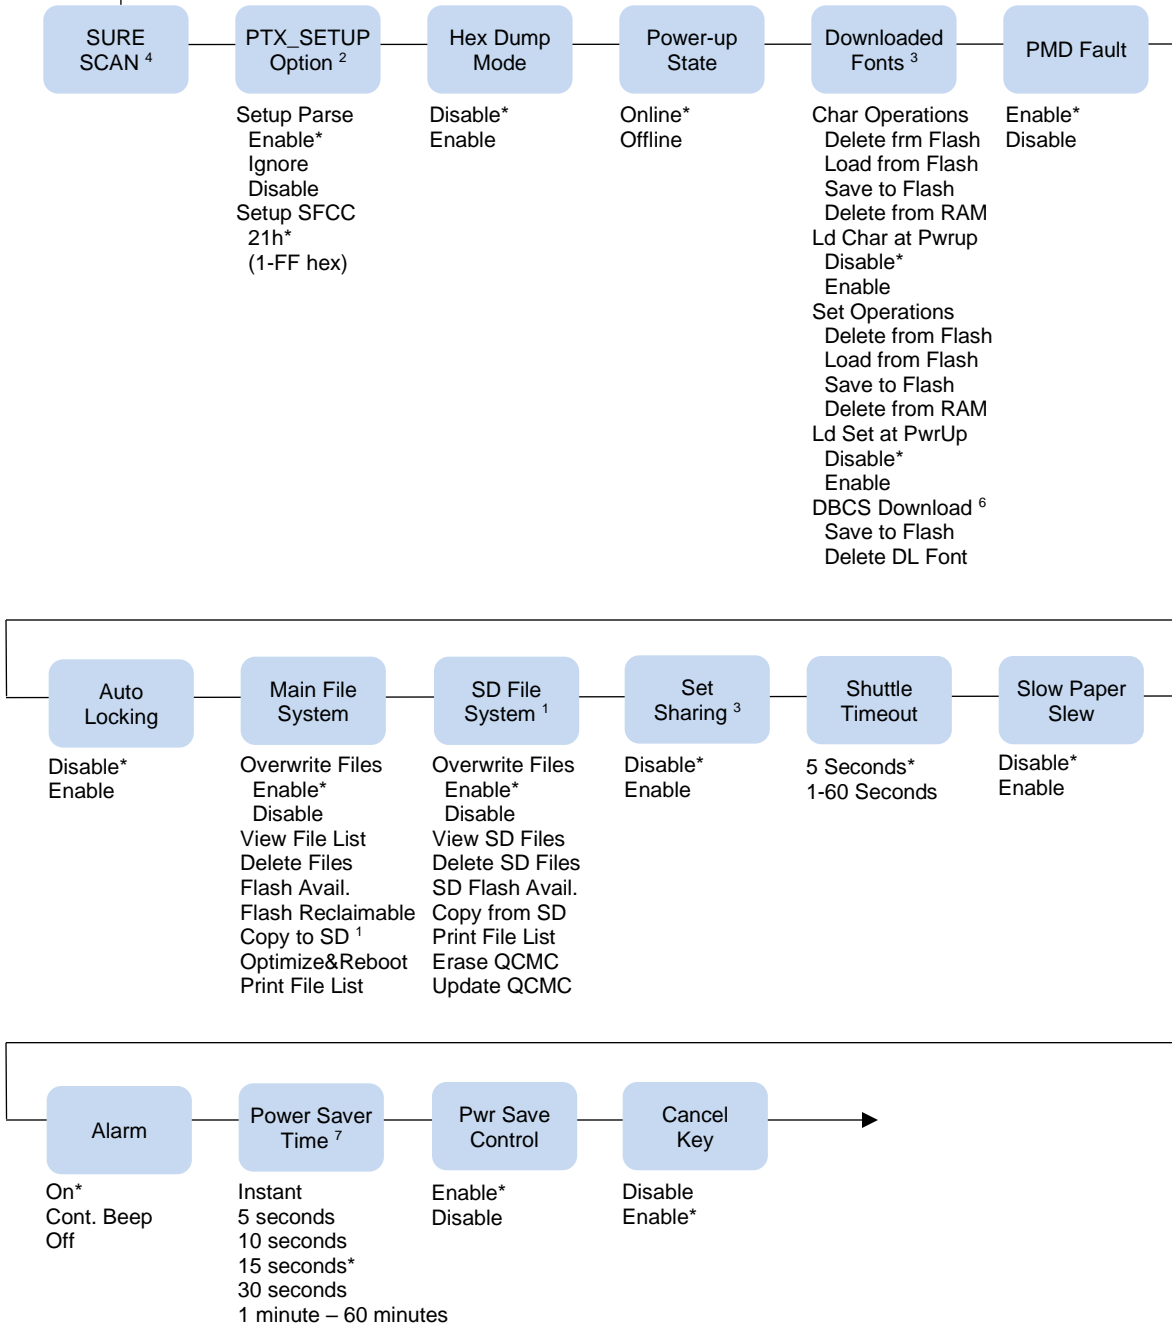 SURE
SCAN 4
PTX_SETUP
Option 2
Setup Parse
Enable*
Ignore
Disable
Setup SFCC
21h*
(1-FF hex)
Hex Dump
Mode
Disable*
Enable
Power-up
State
Online*
Offline
Downloaded
Fonts 3
Char Operations
Delete frm Flash
Load from Flash
Save to Flash
Delete from RAM
Ld Char at Pwrup
Disable*
Enable
Set Operations
Delete from Flash
Load from Flash
Save to Flash
Delete from RAM
Ld Set at PwrUp
Disable*
Enable
DBCS Download 6
Save to Flash
Delete DL Font
PMD Fault
Enable*
Disable
Auto
Locking
Disable*
Enable
Main File
System
Overwrite Files
Enable*
Disable
View File List
Delete Files
Flash Avail.
Flash Reclaimable
Copy to SD 1
Optimize&Reboot
Print File List
SD File
System 1
Overwrite Files
Enable*
Disable
View SD Files
Delete SD Files
SD Flash Avail.
Copy from SD
Print File List
Erase QCMC
Update QCMC
Set
Sharing 3
Disable*
Enable
Shuttle
Timeout
5 Seconds*
1-60 Seconds
Slow Paper
Slew
Disable*
Enable
Alarm
On*
Cont. Beep
Off
Power Saver
Time 7
Instant
5 seconds
10 seconds
15 seconds*
30 seconds
1 minute – 60 minutes
Pwr Save
Control
Enable*
Disable
Cancel
Key
Disable
Enable*